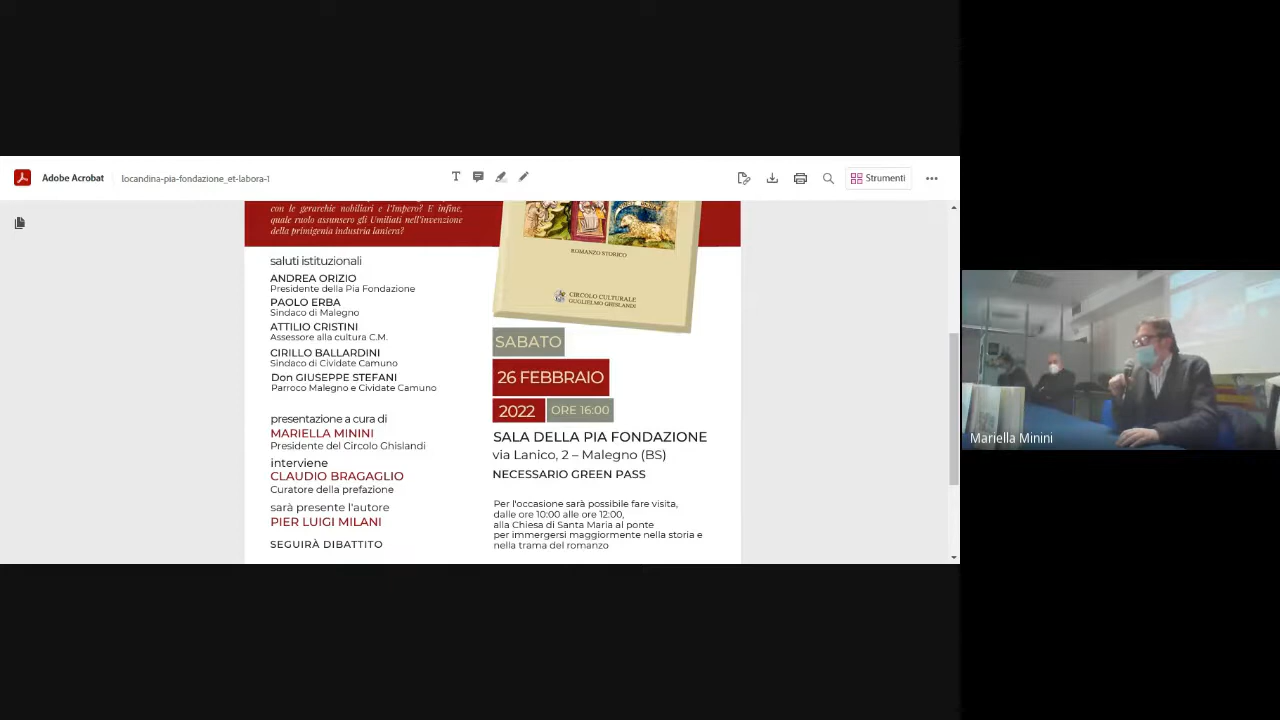 Adobe Acrobat
locandina-pia-fondazione_et-labora-1
Strumenti
con le gerarchie nobiliari e l'Impero? E infine,
quale ruolo assunsero gli Umiliati nell'invenzione
della primigenia industria laniera?
ROMANZO STORICO
CIRCOLO CULTURALE
GUGLIELMO GHISLANDI
saluti istituzionali
ANDREA ORIZIO
Presidente della Pia Fondazione
PAOLO ERBA
Sindaco di Malegno
ATTILIO CRISTINI
Assessore alla cultura C.M.
CIRILLO BALLARDINI
Sindaco di Cividate Camuno
Don GIUSEPPE STEFANI
Parroco Malegno e Cividate Camuno
presentazione a cura di
MARIELLA MININI
Presidente del Circolo Ghislandi
interviene
CLAUDIO BRAGAGLIO
Curatore della prefazione
sarà presente l'autore
PIER LUIGI MILANI
SEGUIRÀ DIBATTITO
SABATO
26 FEBBRAIO
2022 ORE 16:00
SALA DELLA PIA FONDAZIONE
via Lanico, 2 – Malegno (BS)
NECESSARIO GREEN PASS
Per l'occasione sarà possibile fare visita,
dalle ore 10:00 alle ore 12:00,
alla Chiesa di Santa Maria al ponte
per immergersi maggiormente nella storia e
nella trama del romanzo
Mariella Minini